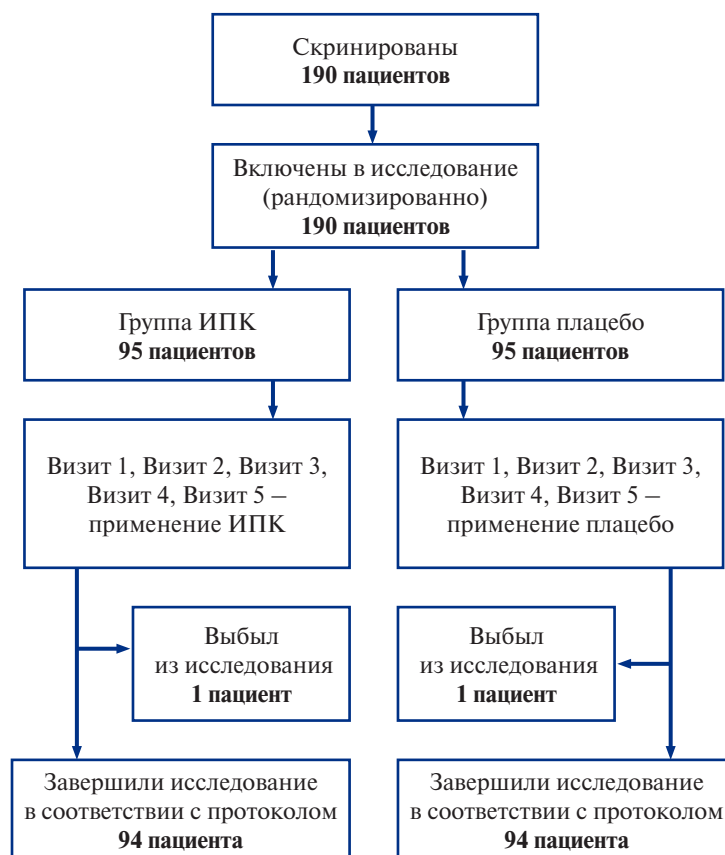 Скринированы
190 пациентов
Включены в исследование
(рандомизированно)
190 пациентов
Группа ИПК
95 пациентов
Группа плацебо
95 пациентов
Визит 1, Визит 2, Визит 3,
Визит 4, Визит 5 –
применение ИПК
Визит 1, Визит 2, Визит 3,
Визит 4, Визит 5 –
применение плацебо
Выбыл
из исследования
1 пациент
Выбыл
из исследования
1 пациент
Завершили исследование
в соответствии с протоколом
94 пациента
Завершили исследование
в соответствии с протоколом
94 пациента